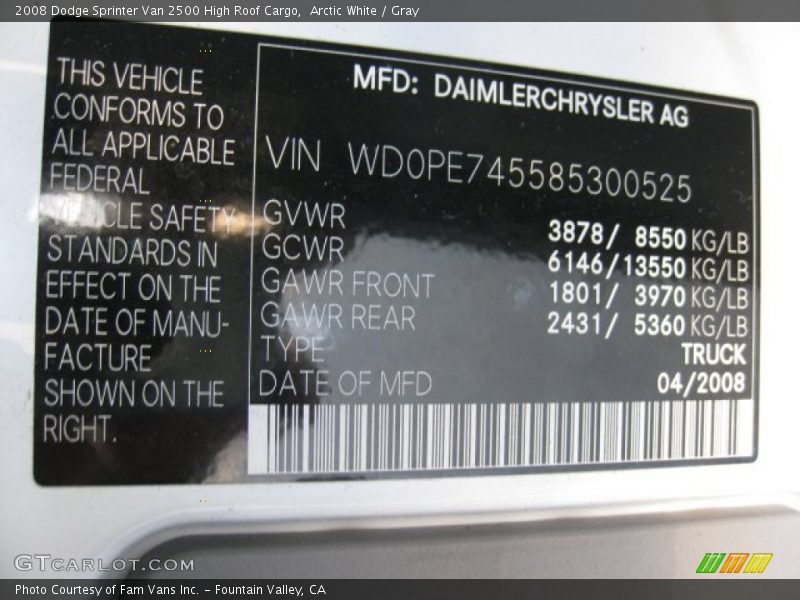 2008 Dodge Sprinter Van 2500 High Roof Cargo,  Arctic White / Gray
THIS VEHICLE
CONFORMS TO
ALL APPLICABLE
FEDERAL
VEHICLE SAFETY
STANDARDS IN
EFFECT ON THE
DATE OF MANU-
FACTURE
SHOWN ON THE
RIGHT.
MFD: DAIMLERCHRYSLER AG
VIN WD0PE745585300525
GVWR 3878/ 8550 KG/LB
GCWR 6146/13550 KG/LB
GAWR FRONT 1801/ 3970 KG/LB
GAWR REAR 2431/ 5360 KG/LB
TYPE TRUCK
DATE OF MFD 04/2008
GTCARLOT.COM
Photo Courtesy of Fam Vans Inc. – Fountain Valley, CA